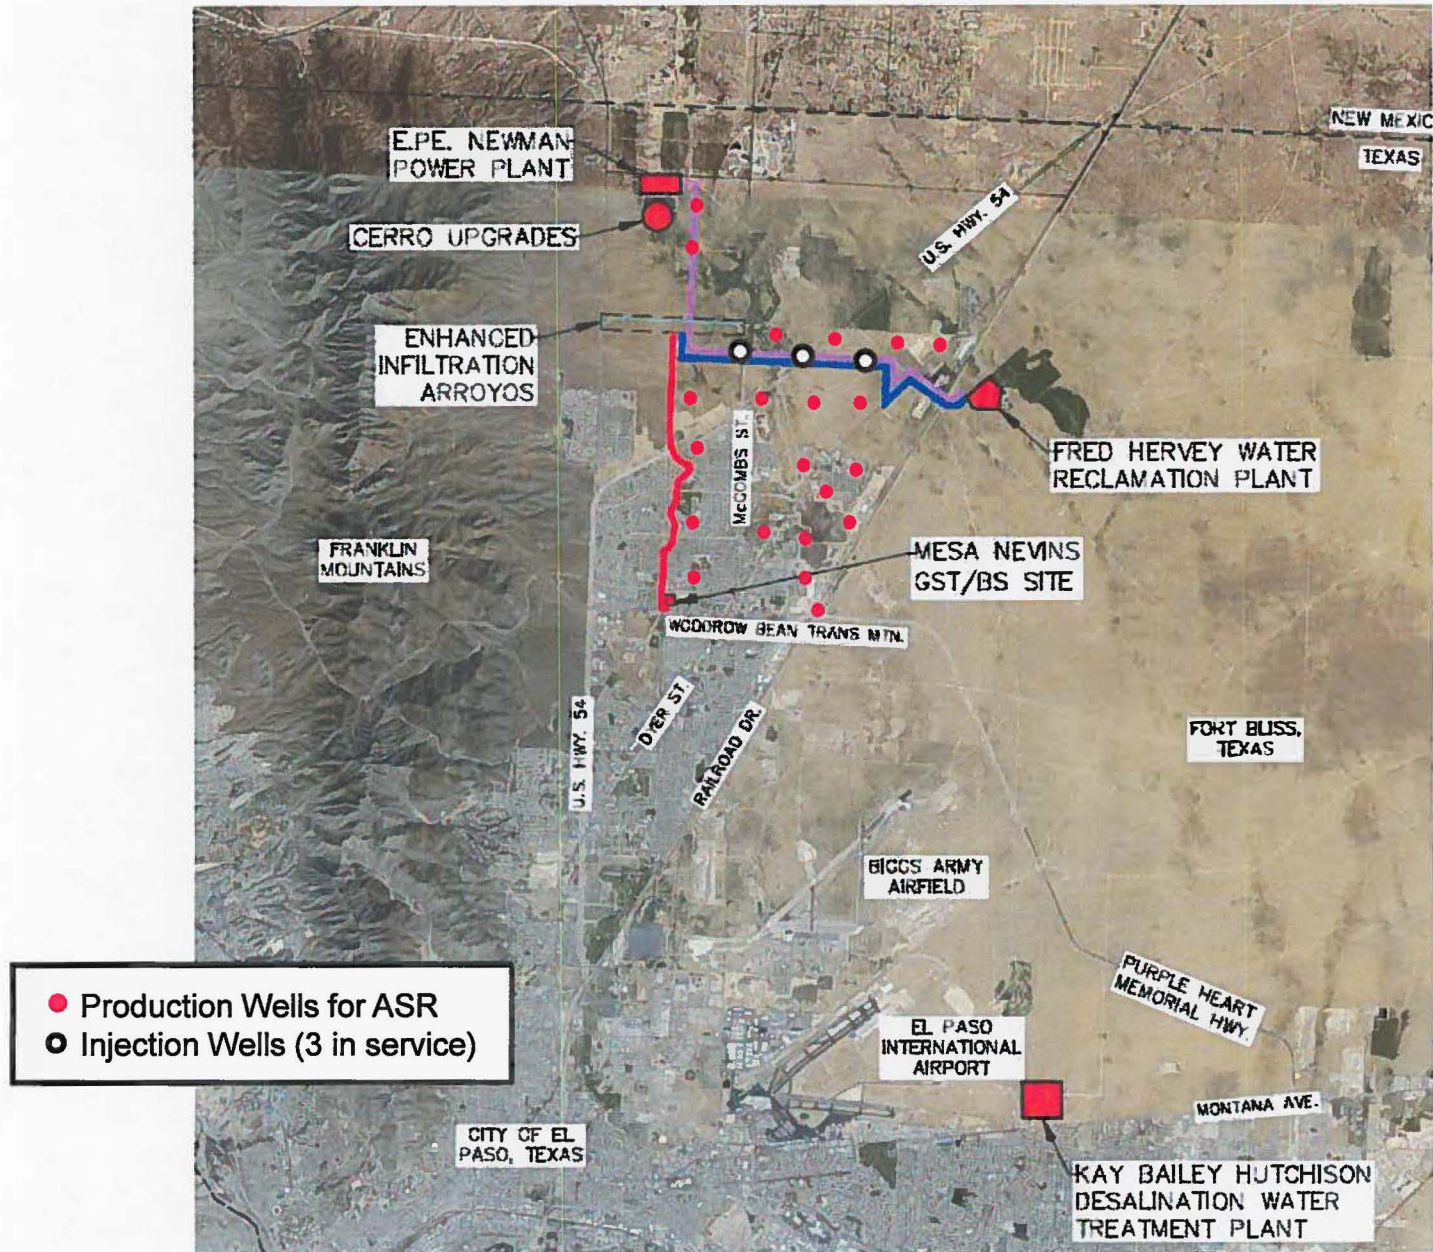 NEW MEXIC
TEXAS
E.PE. NEWMAN
POWER PLANT
CERRO UPGRADES
U.S. HWY. 54
ENHANCED
INFILTRATION
ARROYOS
McCOMBS ST.
FRED HERVEY WATER
RECLAMATION PLANT
FRANKLIN
MOUNTAINS
MESA NEVINS
GST/BS SITE
WOODROW BEAN TRANS MTN.
DYER ST.
RAILROAD DR.
U.S. HWY. 54
FORT BLISS,
TEXAS
BIGGS ARMY
AIRFIELD
PURPLE HEART
MEMORIAL HWY.
Production Wells for ASR
Injection Wells (3 in service)
EL PASO
INTERNATIONAL
AIRPORT
MONTANA AVE.
CITY OF EL
PASO, TEXAS
KAY BAILEY HUTCHISON
DESALINATION WATER
TREATMENT PLANT